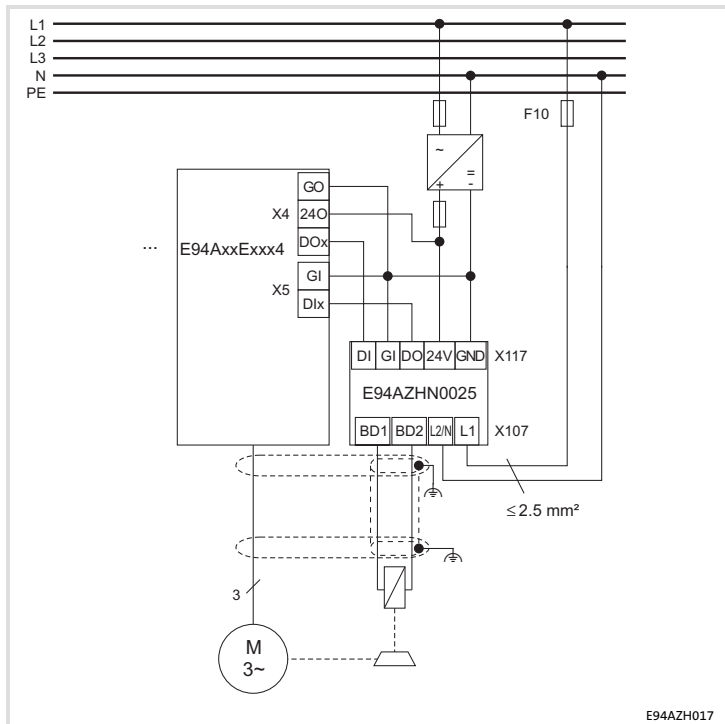 L1
L2
L3
N
PE
F10
~
=
+
-
GO
X4
24O
DOx
...
E94AxxExxx4
GI
X5
DIx
DI GI DO 24V GND X117
E94AZHN0025
BD1 BD2 L2/N L1 X107
≤ 2.5 mm²
3
M
3~
E94AZH017